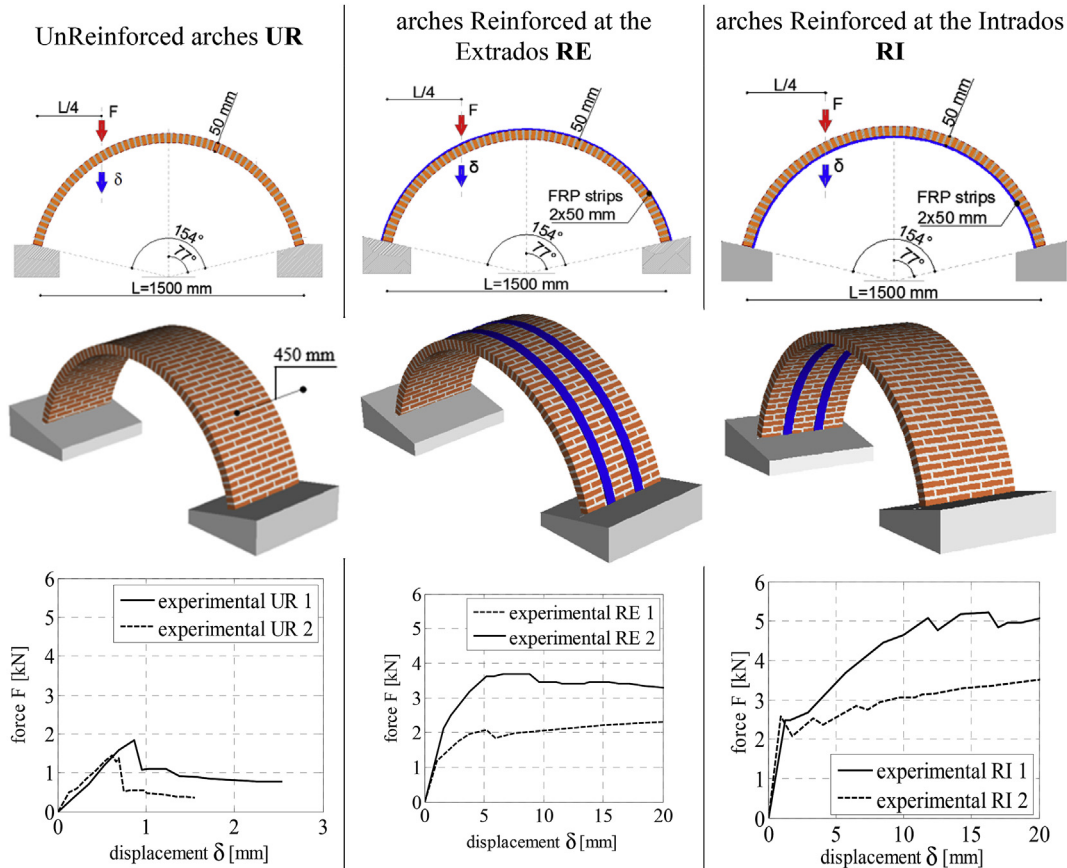 UnReinforced arches UR
L/4
F
50 mm
δ
154°
77°
L=1500 mm
450 mm
6
5
4
3
2
1
0
force F [kN]
experimental UR 1
experimental UR 2
0
1
2
3
displacement δ [mm]
arches Reinforced at the
Extrados RE
L/4
F
50 mm
δ
FRP strips
2x50 mm
154°
77°
L=1500 mm
6
5
4
3
2
1
0
force F [kN]
experimental RE 1
experimental RE 2
0
5
10
15
20
displacement δ [mm]
arches Reinforced at the Intrados
RI
L/4
F
50 mm
δ
FRP strips
2x50 mm
154°
77°
L=1500 mm
6
5
4
3
2
1
0
force F [kN]
experimental RI 1
experimental RI 2
0
5
10
15
20
displacement δ [mm]